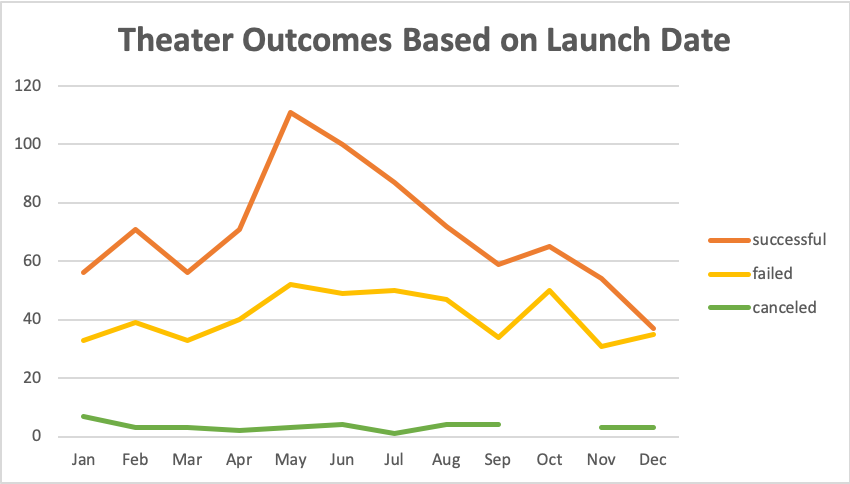 Theater Outcomes Based on Launch Date
120
100
80
60
40
20
0
Jan Feb Mar Apr May Jun Jul Aug Sep Oct Nov Dec
successful
failed
canceled